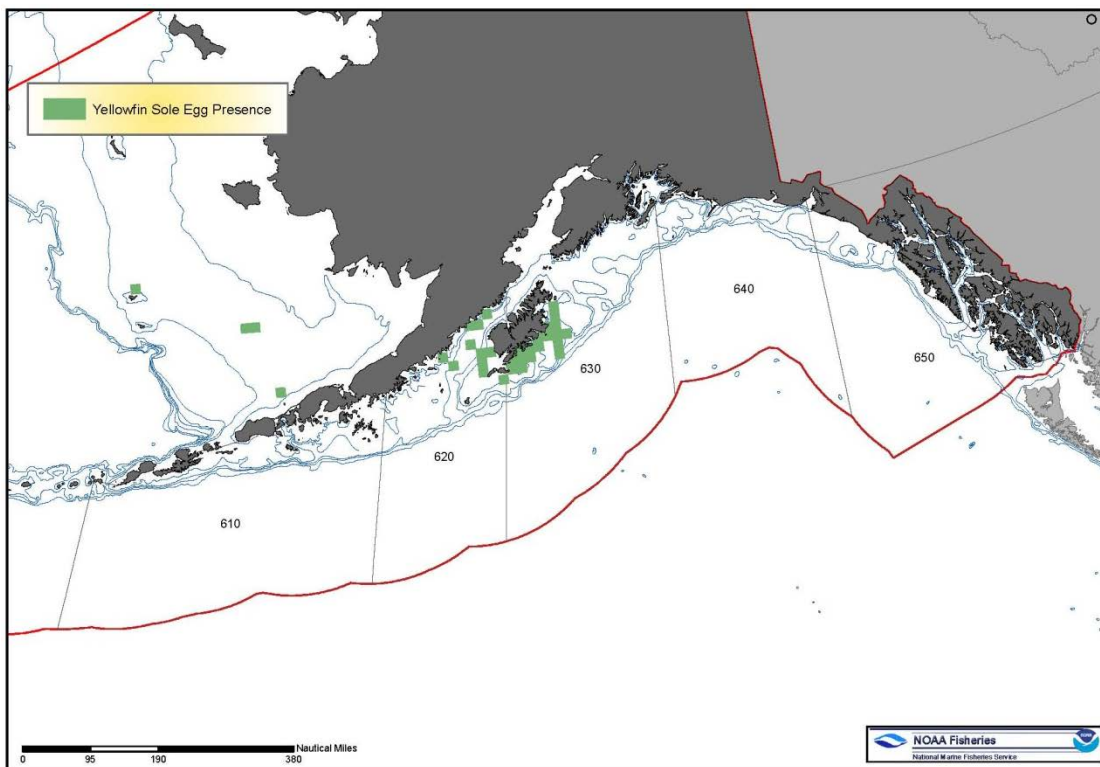 Yellowfin Sole Egg Presence
640
650
630
620
610
Nautical Miles
0 95 190 380
NOAA Fisheries
National Marine Fisheries Service